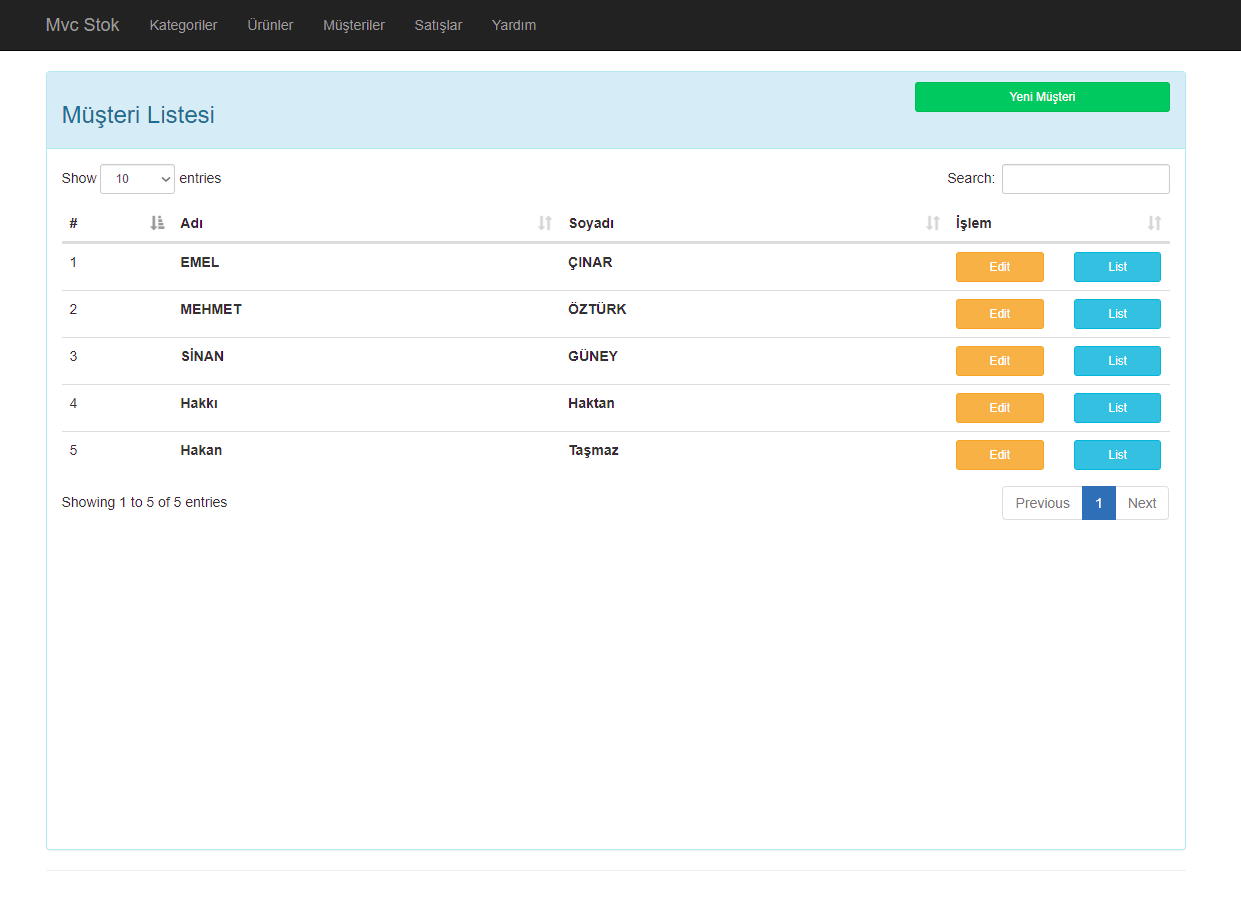 Mvc Stok Kategoriler Ürünler Müşteriler Satışlar Yardım
Müşteri Listesi Yeni Müşteri
Show 10 entries Search:
# Adı Soyadı İşlem
1 EMEL ÇINAR Edit List
2 MEHMET ÖZTÜRK Edit List
3 SİNAN GÜNEY Edit List
4 Hakkı Haktan Edit List
5 Hakan Taşmaz Edit List
Showing 1 to 5 of 5 entries Previous 1 Next